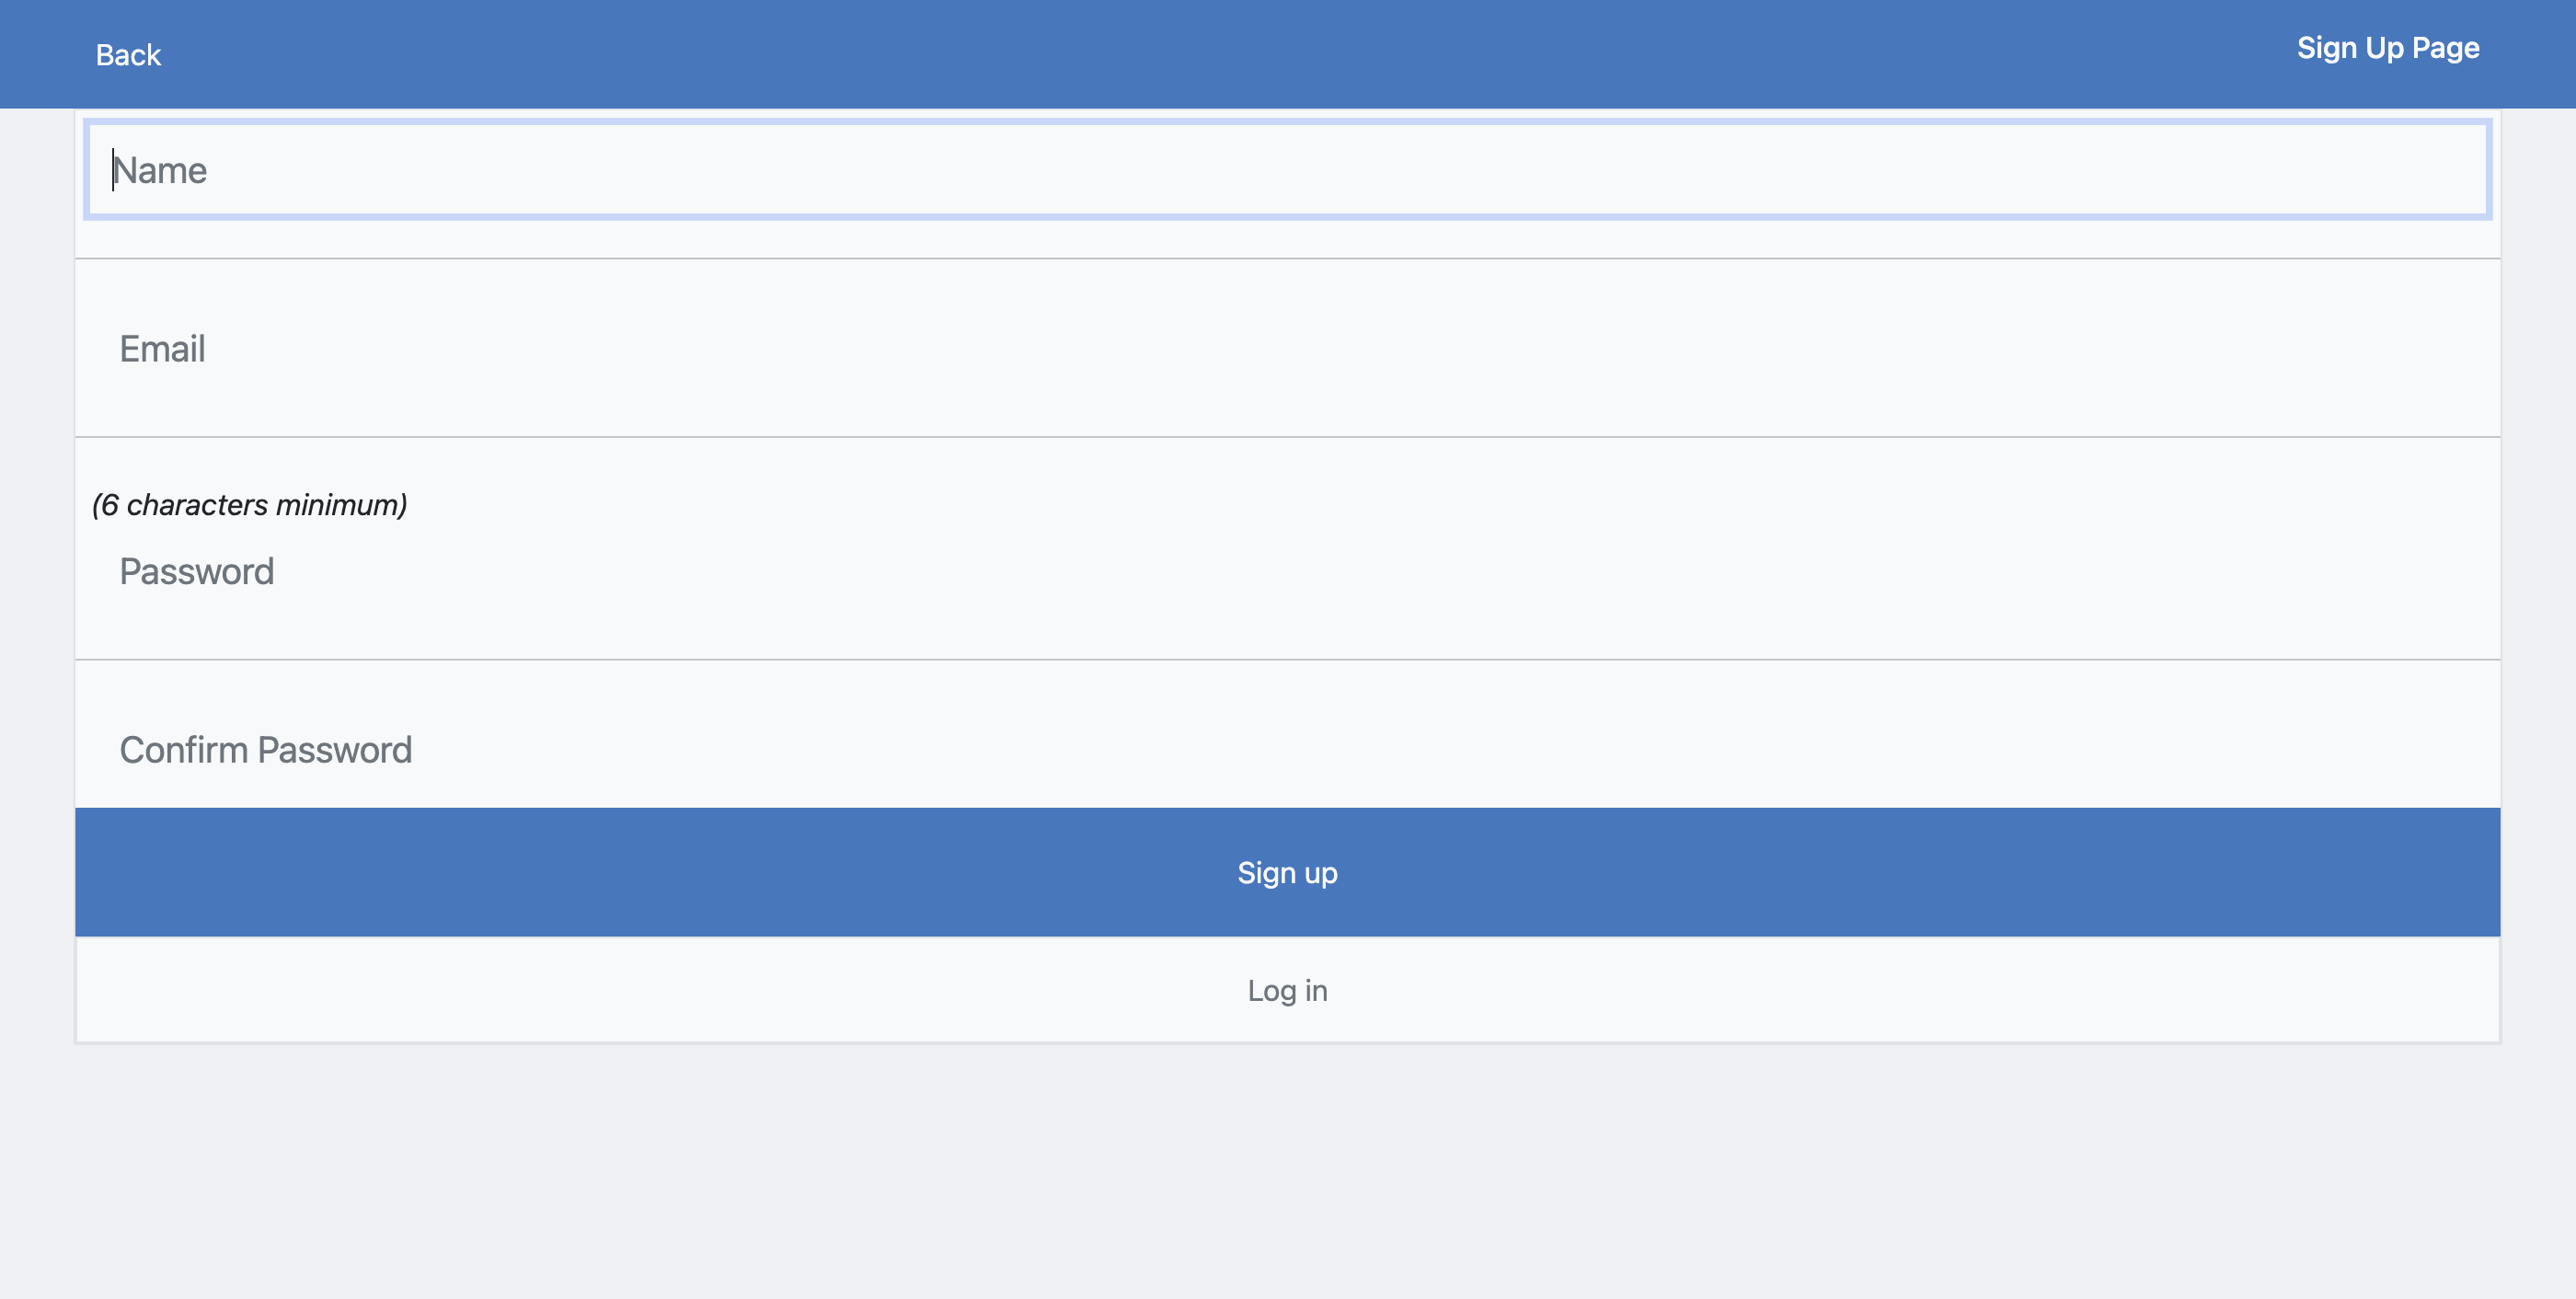 Back
Sign Up Page
Name
Email
(6 characters minimum)
Password
Confirm Password
Sign up
Log in